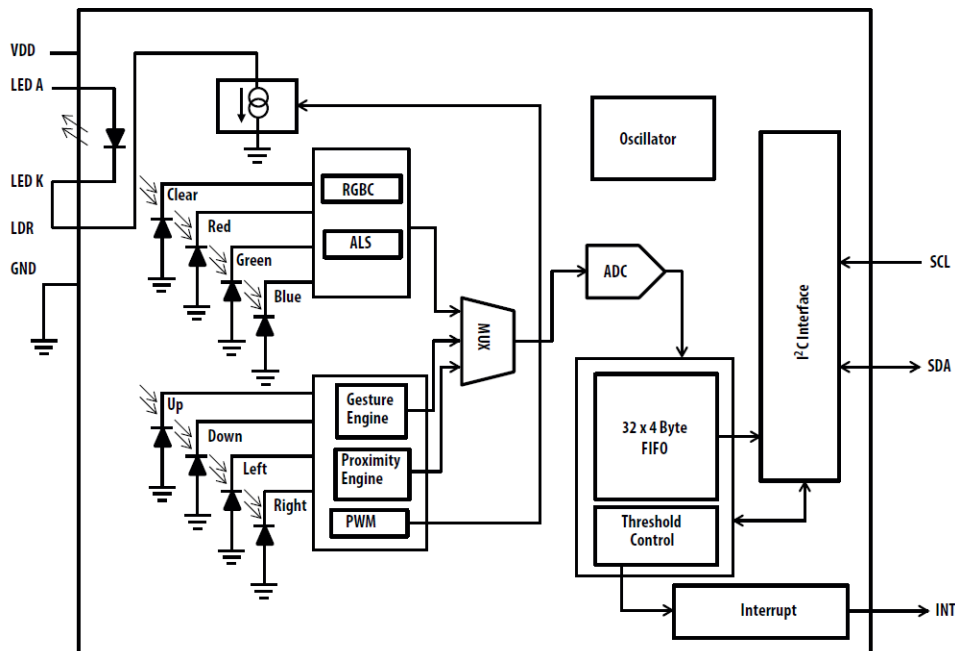 VDD
LED A
LED K
LDR
GND
Oscillator
Clear
Red
Green
Blue
RGBC
ALS
MUX
ADC
I²C Interface
SCL
SDA
Up
Down
Left
Right
Gesture
Engine
Proximity
Engine
PWM
32 x 4 Byte
FIFO
Threshold
Control
Interrupt
INT